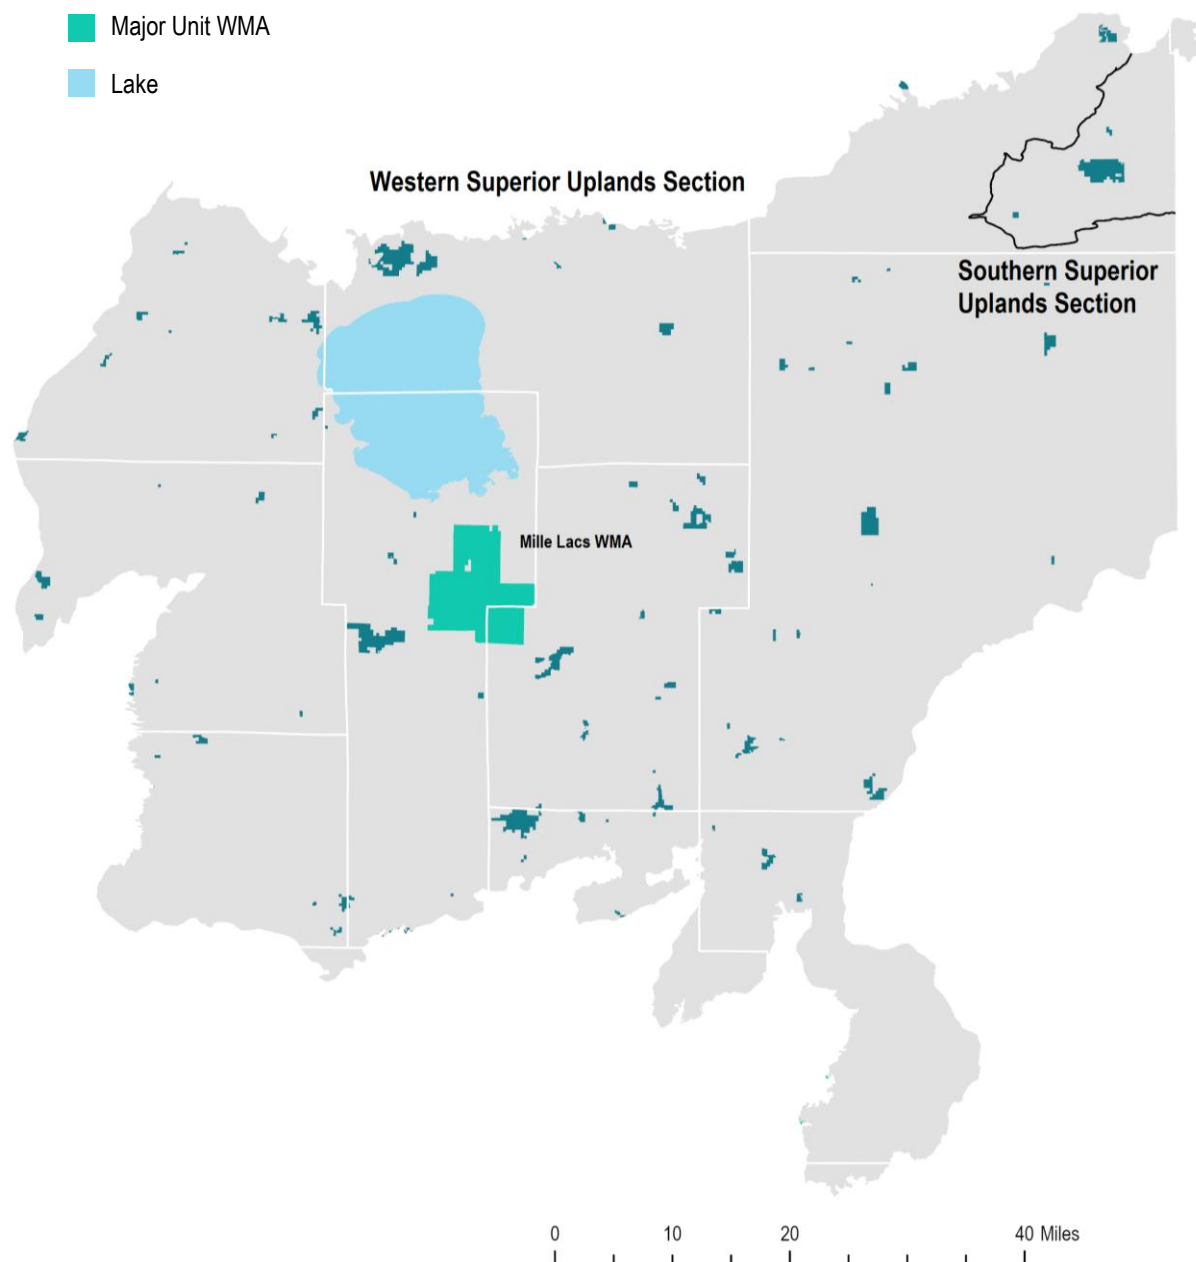 Major Unit WMA
Lake
Western Superior Uplands Section
Southern Superior
Uplands Section
Mille Lacs WMA
0 10 20 40 Miles